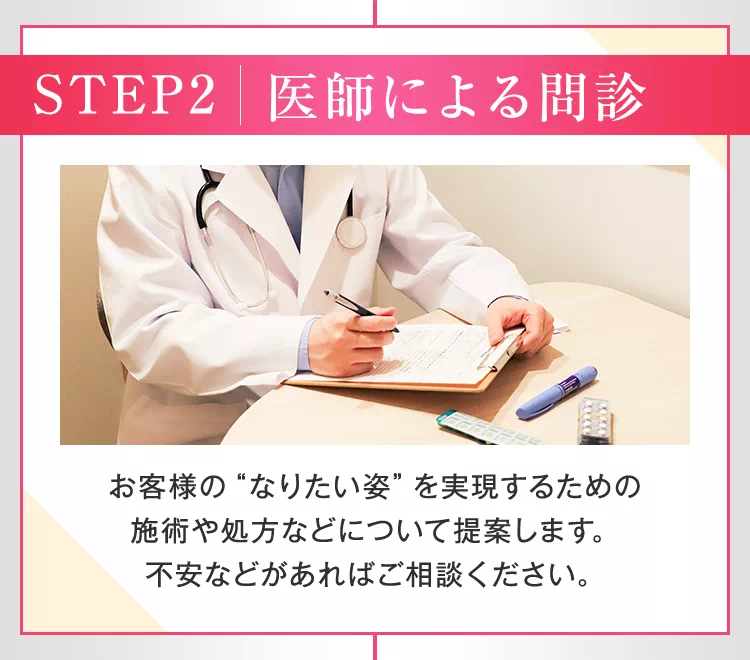 STEP2 医師による問診
お客様の“なりたい姿”を実現するための
施術や処方などについて提案します。
不安などがあればご相談ください。